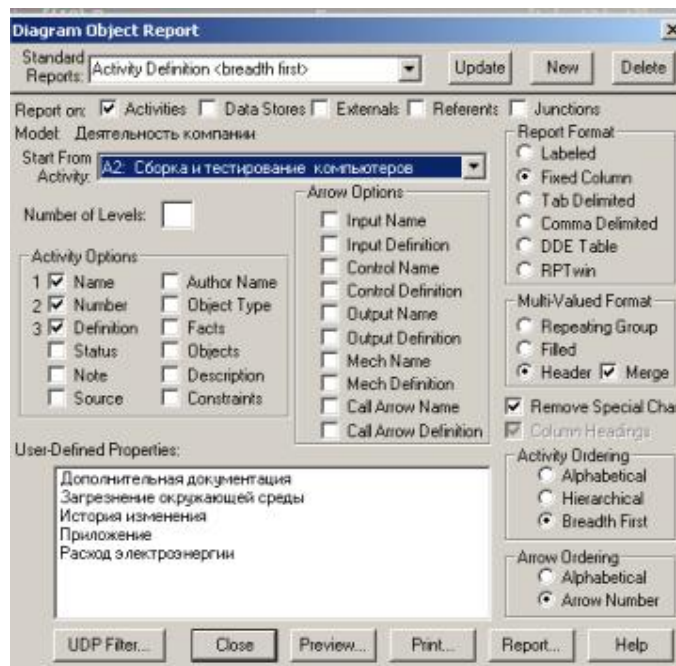 Diagram Object Report
Standard Reports: Activity Definition <breadth first>
Update New Delete
Report on: Activities Data Stores Externals Referents Junctions
Model: Деятельность компании
Start From Activity: A2: Сборка и тестирование компьютеров
Number of Levels:
Activity Options
1 Name Author Name
2 Number Object Type
3 Definition Facts
Status Objects
Note Description
Source Constraints
Arrow Options
Input Name
Input Definition
Control Name
Control Definition
Output Name
Output Definition
Mech Name
Mech Definition
Call Arrow Name
Call Arrow Definition
Report Format
Labeled
Fixed Column
Tab Delimited
Comma Delimited
DDE Table
RPTwin
Multi-Valued Format
Repeating Group
Filled
Header Merge
Remove Special Cha
Column Headings
Activity Ordering
Alphabetical
Hierarchical
Breadth First
Arrow Ordering
Alphabetical
Arrow Number
User-Defined Properties:
Дополнительная документация
Загрезнение окружающей среды
История изменения
Приложение
Расход электроэнергии
UDP Filter... Close Preview... Print... Report... Help